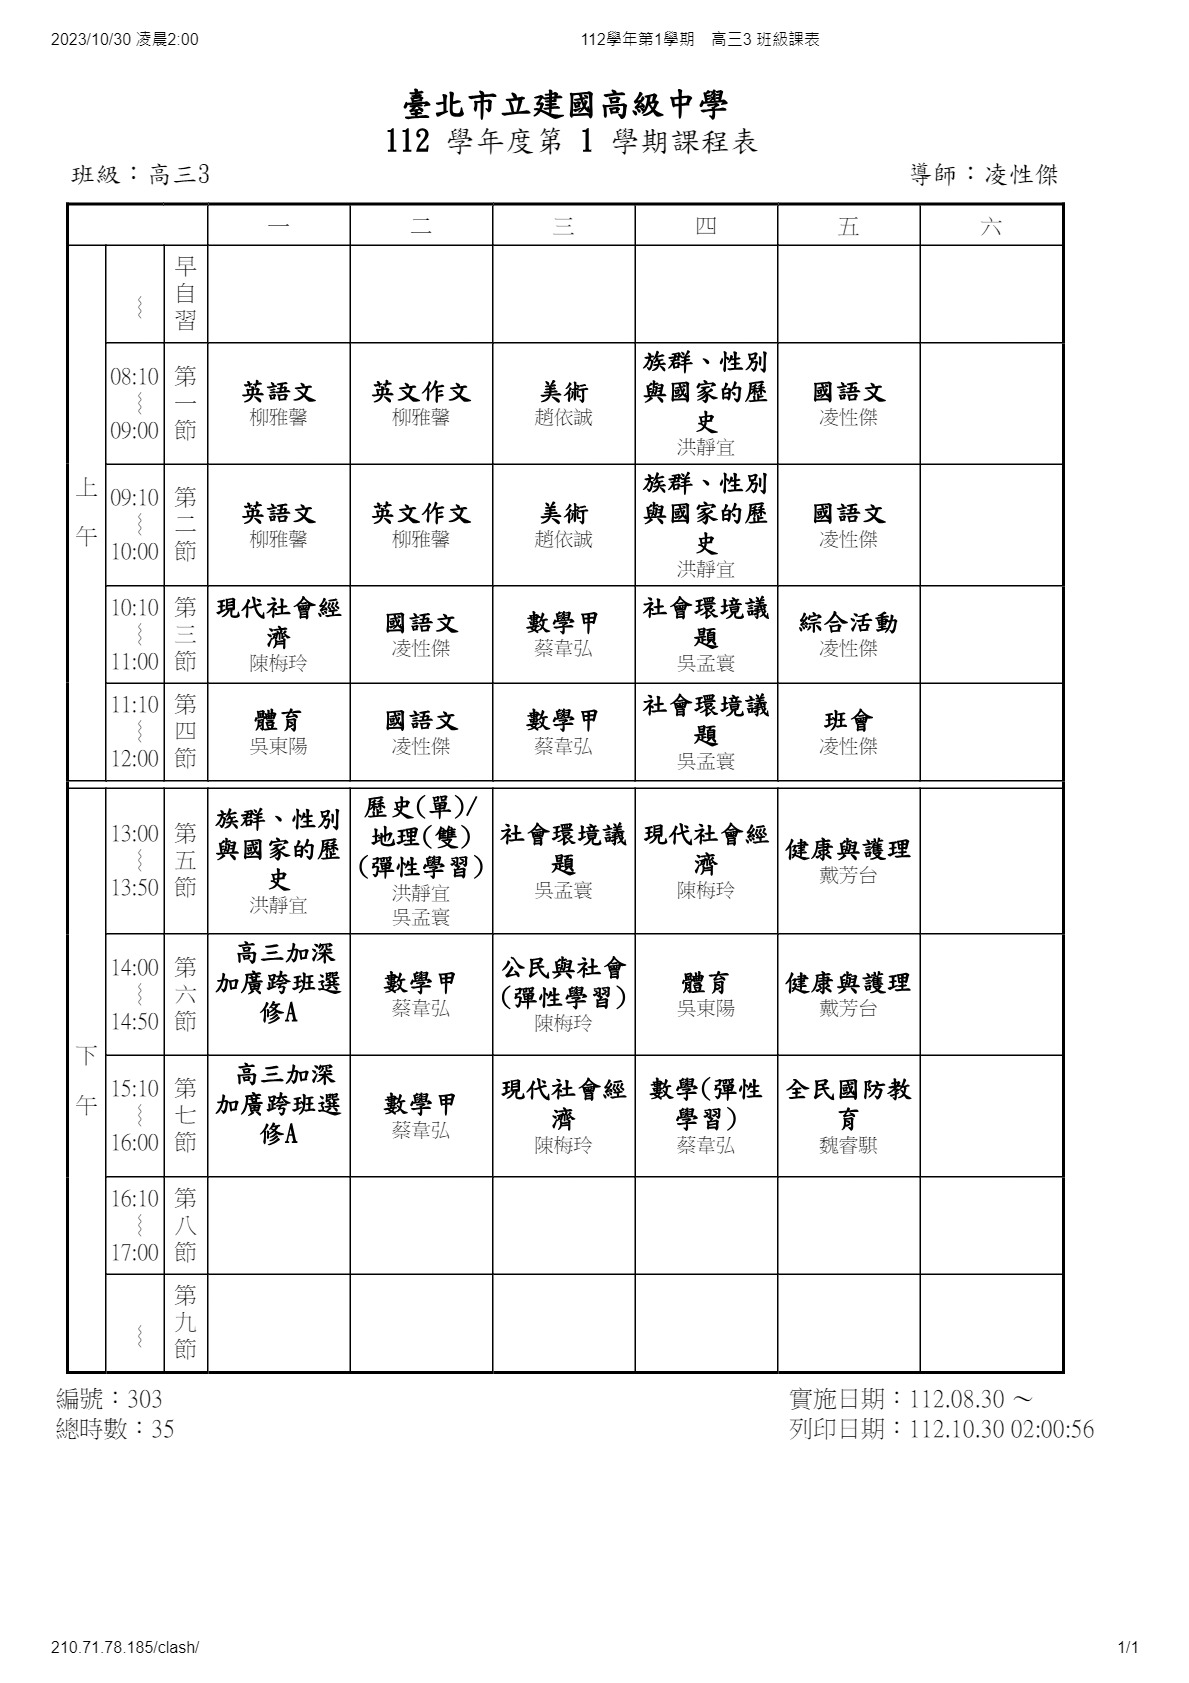 2023/10/30 凌晨2:00
112學年第1學期　高三3 班級課表
臺北市立建國高級中學
112 學年度第 1 學期課程表
班級：高三3
導師：凌性傑
一 二 三 四 五 六
上午
～
早自習
08:10
～
09:00
第一節
英語文
柳雅馨
英文作文
柳雅馨
美術
趙依誠
族群、性別
與國家的歷
史
洪靜宜
國語文
凌性傑
09:10
～
10:00
第二節
英語文
柳雅馨
英文作文
柳雅馨
美術
趙依誠
族群、性別
與國家的歷
史
洪靜宜
國語文
凌性傑
10:10
～
11:00
第三節
現代社會經
濟
陳梅玲
國語文
凌性傑
數學甲
蔡韋弘
社會環境議
題
吳孟寰
綜合活動
凌性傑
11:10
～
12:00
第四節
體育
吳東陽
國語文
凌性傑
數學甲
蔡韋弘
社會環境議
題
吳孟寰
班會
凌性傑
下午
13:00
～
13:50
第五節
族群、性別
與國家的歷
史
洪靜宜
歷史(單)/
地理(雙)
(彈性學習)
洪靜宜
吳孟寰
社會環境議
題
吳孟寰
現代社會經
濟
陳梅玲
健康與護理
戴芳台
14:00
～
14:50
第六節
高三加深
加廣跨班選
修A
數學甲
蔡韋弘
公民與社會
(彈性學習)
陳梅玲
體育
吳東陽
健康與護理
戴芳台
15:10
～
16:00
第七節
高三加深
加廣跨班選
修A
數學甲
蔡韋弘
現代社會經
濟
陳梅玲
數學(彈性
學習)
蔡韋弘
全民國防教
育
魏睿騏
16:10
～
17:00
第八節
～
第九節
編號：303
實施日期：112.08.30 ～
總時數：35
列印日期：112.10.30 02:00:56
210.71.78.185/clash/
1/1